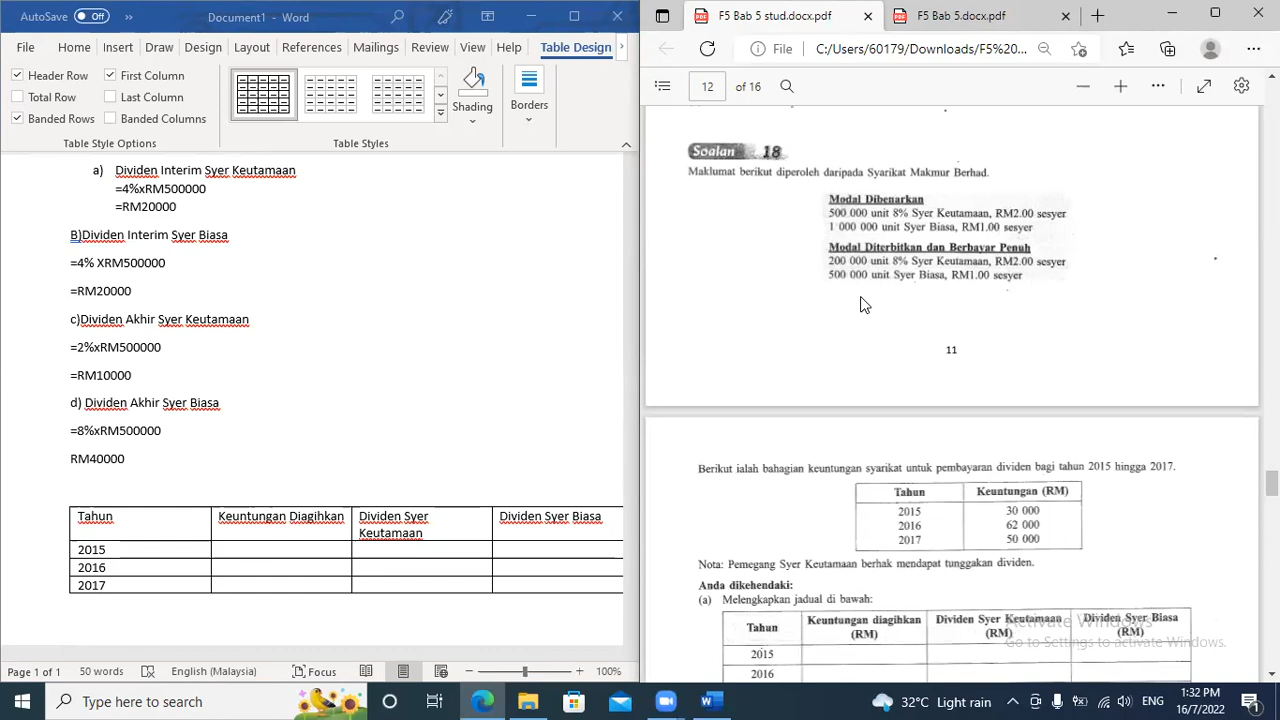 AutoSave Off Document1 - Word
File Home Insert Draw Design Layout References Mailings Review View Help Table Design
Header Row First Column
Total Row Last Column
Banded Rows Banded Columns
Table Style Options
Table Styles
Shading
Borders
a) Dividen Interim Syer Keutamaan
=4%xRM500000
=RM20000
B)Dividen Interim Syer Biasa
=4% XRM500000
=RM20000
c)Dividen Akhir Syer Keutamaan
=2%xRM500000
=RM10000
d) Dividen Akhir Syer Biasa
=8%xRM500000
RM40000
Tahun Keuntungan Diagihkan Dividen Syer Keutamaan Dividen Syer Biasa
2015
2016
2017
Page 1 of 1 50 words English (Malaysia) Focus 100%
F5 Bab 5 stud.docx.pdf F5 Bab 5.docx.pdf
File C:/Users/60179/Downloads/F5%20...
12 of 16
Soalan 18
Maklumat berikut diperoleh daripada Syarikat Makmur Berhad.
Modal Dibenarkan
500 000 unit 8% Syer Keutamaan, RM2.00 sesyer
1 000 000 unit Syer Biasa, RM1.00 sesyer
Modal Diterbitkan dan Berbayar Penuh
200 000 unit 8% Syer Keutamaan, RM2.00 sesyer
500 000 unit Syer Biasa, RM1.00 sesyer
11
Berikut ialah bahagian keuntungan syarikat untuk pembayaran dividen bagi tahun 2015 hingga 2017.
Tahun Keuntungan (RM)
2015 30 000
2016 62 000
2017 50 000
Nota: Pemegang Syer Keutamaan berhak mendapat tunggakan dividen.
Anda dikehendaki:
(a) Melengkapkan jadual di bawah:
Tahun Keuntungan diagihkan (RM) Dividen Syer Keutamaan (RM) Dividen Syer Biasa (RM)
2015
2016
Activate Windows
Go to Settings to activate Windows.
Type here to search
32°C Light rain
ENG
1:32 PM
16/7/2022
1